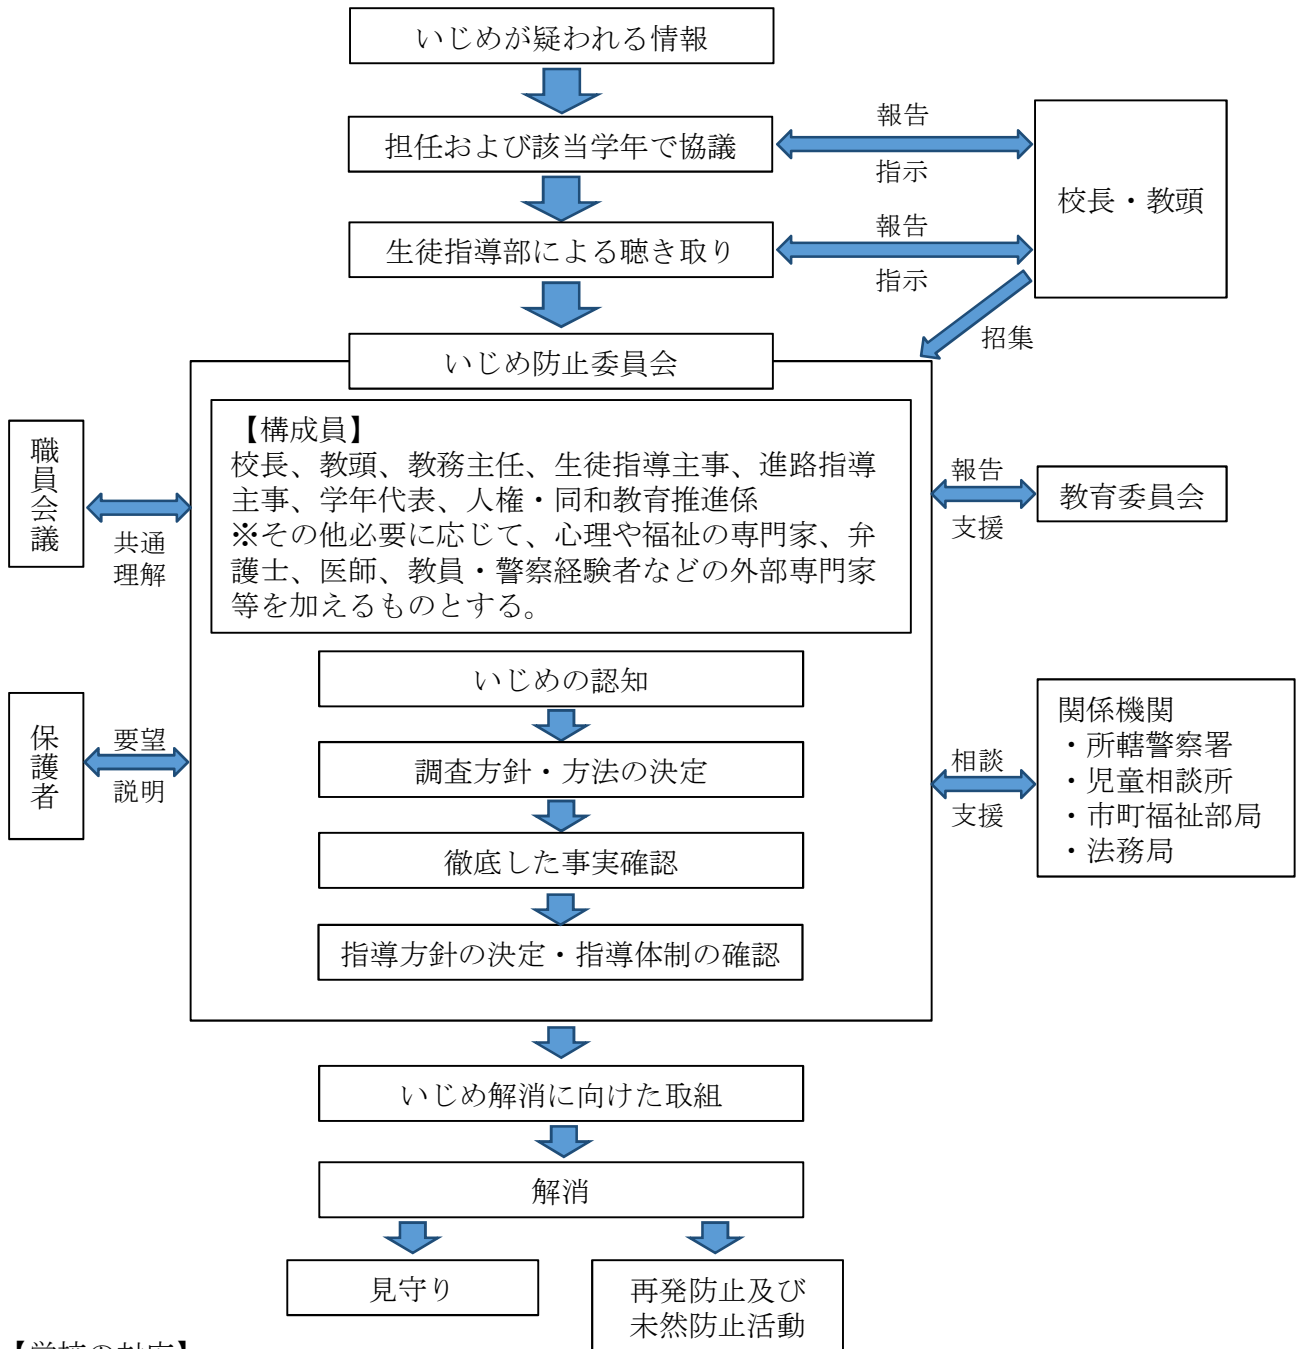 いじめが疑われる情報
担任および該当学年で協議
報告
指示
校長・教頭
生徒指導部による聴き取り
報告
指示
招集
いじめ防止委員会
【構成員】
校長、教頭、教務主任、生徒指導主事、進路指導
主事、学年代表、人権・同和教育推進係
※その他必要に応じて、心理や福祉の専門家、弁
護士、医師、教員・警察経験者などの外部専門家
等を加えるものとする。
職員会議
共通
理解
報告
支援
教育委員会
いじめの認知
調査方針・方法の決定
徹底した事実確認
指導方針の決定・指導体制の確認
保護者
要望
説明
相談
支援
関係機関
・所轄警察署
・児童相談所
・市町福祉部局
・法務局
いじめ解消に向けた取組
解消
見守り
再発防止及び
未然防止活動